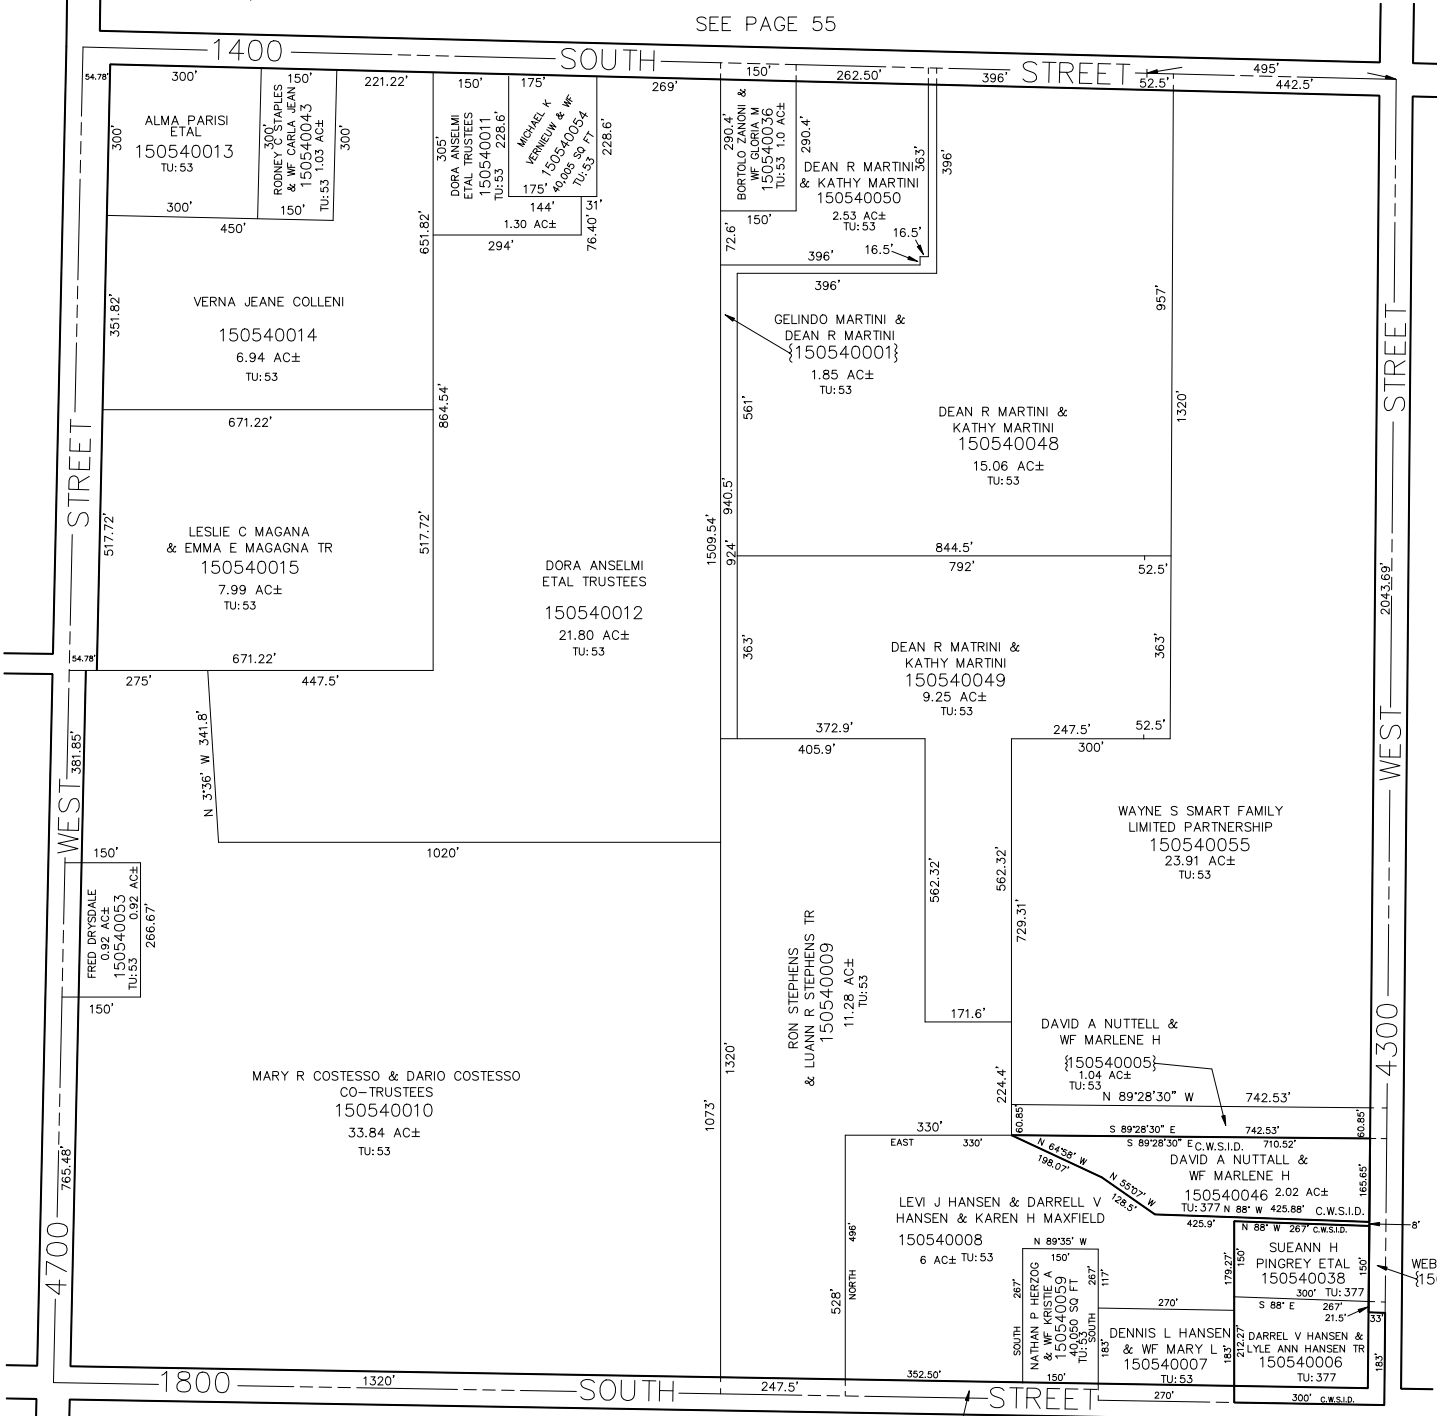 SEE PAGE 55
1400 SOUTH STREET
54.78'
300'
150'
221.22'
150'
175'
269'
150'
262.50'
396'
52.5'
495'
442.5'
ALMA PARISI
ETAL
150540013
TU:53
300'
300'
450'
RODNEY C STAPLES
& WF CARLA JEAN
150540043
TU:53 1.03 AC±
300'
300'
150'
DORA ANSELMI
ETAL TRUSTEES
150540011
TU:53
305'
228.6'
1.30 AC±
294'
MICHAEL K
VERNIEUW & WF
150540054
40,005 SQ FT
TU:53
228.6'
175'
144'
31'
76.40'
BORTOLO ZANONI &
WF GLORIA M
150540036
TU:53 1.0 AC±
290.4'
290.4'
150'
72.6'
DEAN R MARTINI
& KATHY MARTINI
150540050
2.53 AC±
TU:53
363'
396'
16.5'
16.5'
396'
396'
VERNA JEANE COLLENI
150540014
6.94 AC±
TU:53
351.82'
651.82'
671.22'
864.54'
GELINDO MARTINI &
DEAN R MARTINI
{150540001}
1.85 AC±
TU:53
957'
1320'
561'
DEAN R MARTINI &
KATHY MARTINI
150540048
15.06 AC±
TU:53
LESLIE C MAGANA
& EMMA E MAGAGNA TR
150540015
7.99 AC±
TU:53
517.72'
517.72'
54.78'
671.22'
275'
447.5'
DORA ANSELMI
ETAL TRUSTEES
150540012
21.80 AC±
TU:53
1509.54'
940.5'
924'
844.5'
792'
52.5'
363'
363'
DEAN R MATRINI &
KATHY MARTINI
150540049
9.25 AC±
TU:53
372.9'
405.9'
247.5'
52.5'
300'
2043.69'
4300 WEST STREET
4700 WEST STREET
381.85'
N 3°36' W 341.8'
1020'
WAYNE S SMART FAMILY
LIMITED PARTNERSHIP
150540055
23.91 AC±
TU:53
562.32'
562.32'
729.31'
171.6'
224.4'
150'
FRED DRYSDALE
0.92 AC±
150540053
TU:53 0.92 AC±
266.67'
150'
RON STEPHENS
& LUANN R STEPHENS TR
150540009
11.28 AC±
TU:53
1320'
1073'
MARY R COSTESSO & DARIO COSTESSO
CO-TRUSTEES
150540010
33.84 AC±
TU:53
765.48'
DAVID A NUTTELL &
WF MARLENE H
{150540005}
1.04 AC±
TU:53
N 89°28'30" W 742.53'
60.85'
60.85'
S 89°28'30" E 742.53'
S 89°28'30" E C.W.S.I.D. 710.52'
330'
EAST 330'
N 64°58' W
198.07'
N 55°07' W
128.5'
DAVID A NUTTALL &
WF MARLENE H
150540046 2.02 AC±
TU:377 N 88° W 425.88' C.W.S.I.D.
165.65'
425.9'
N 88° W 267' C.W.S.I.D.
8'
LEVI J HANSEN & DARRELL V
HANSEN & KAREN H MAXFIELD
150540008
6 AC± TU:53
496'
NORTH
528'
N 89°35' W
150'
NATHAN P HERZOG
& WF KRISTIE A
150540059
40,050 SQ FT
TU:53
267'
SOUTH
267'
SOUTH
117'
183'
150'
SUEANN H
PINGREY ETAL
150540038
300' TU:377
179.27'
150'
150'
S 88° E 267'
21.5'
33'
WEB
{15
270'
DENNIS L HANSEN
& WF MARY L
150540007
TU:53
183'
212.27'
DARREL V HANSEN &
LYLE ANN HANSEN TR
150540006
TU:377
183'
1800 SOUTH STREET
1320'
247.5'
352.50'
270'
300' C.W.S.I.D.